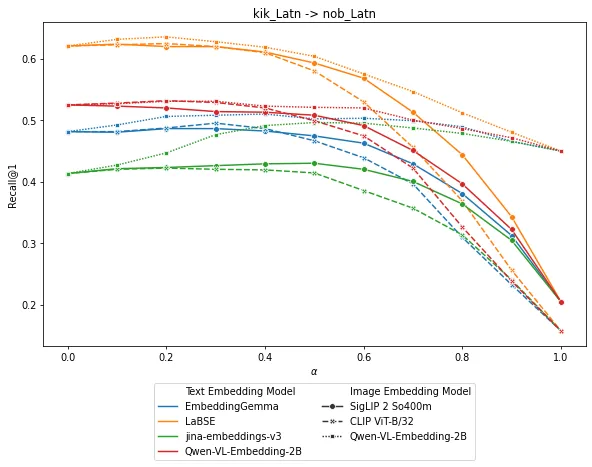 kik_Latn -> nob_Latn
Recall@1
0.6
0.5
0.4
0.3
0.2
0.0
0.2
0.4
0.6
0.8
1.0
α
Text Embedding Model
EmbeddingGemma
LaBSE
jina-embeddings-v3
Qwen-VL-Embedding-2B
Image Embedding Model
SigLIP 2 So400m
CLIP ViT-B/32
Qwen-VL-Embedding-2B